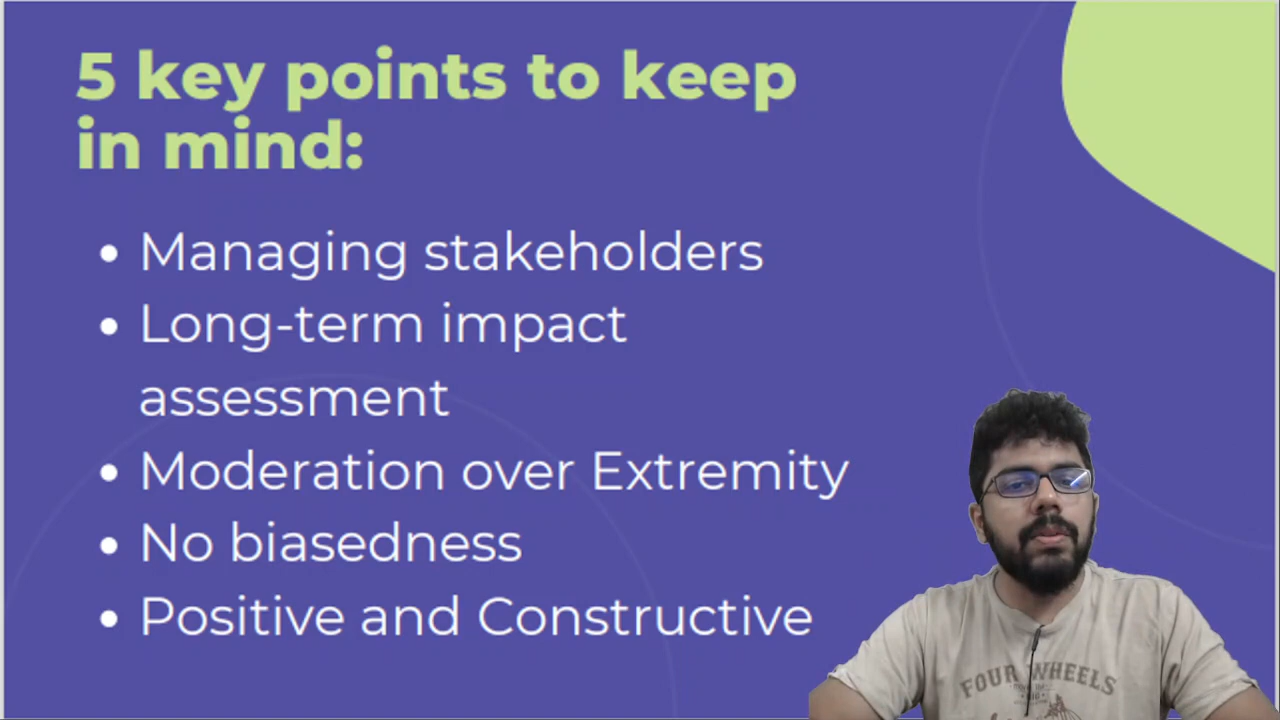 5 key points to keep
in mind:
• Managing stakeholders
• Long-term impact
assessment
• Moderation over Extremity
• No biasedness
• Positive and Constructive
FOUR WHEELS